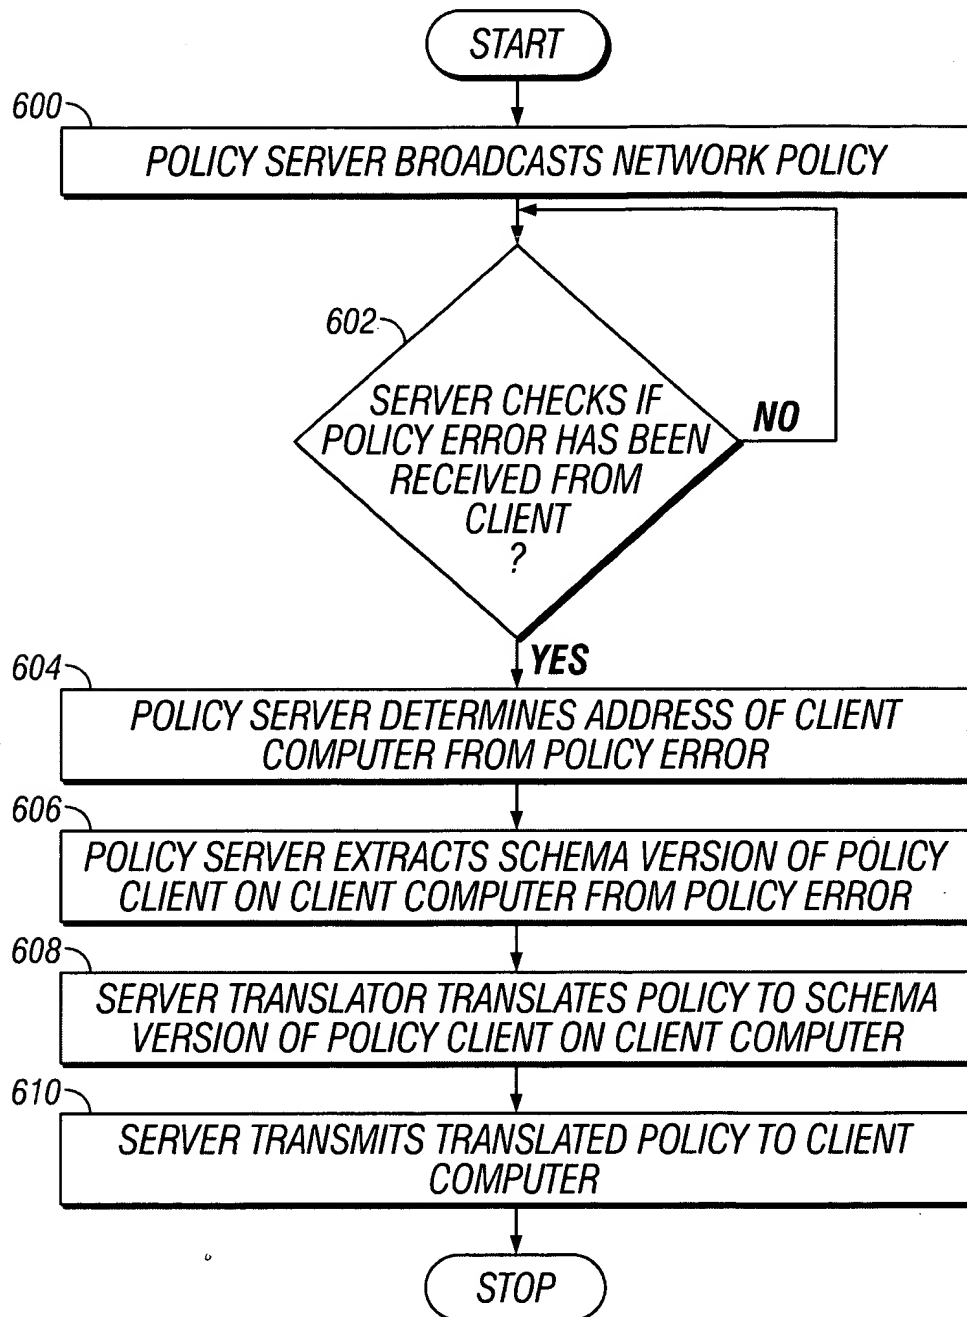 START
600
POLICY SERVER BROADCASTS NETWORK POLICY
602
SERVER CHECKS IF
POLICY ERROR HAS BEEN
RECEIVED FROM
CLIENT
?
NO
YES
604
POLICY SERVER DETERMINES ADDRESS OF CLIENT
COMPUTER FROM POLICY ERROR
606
POLICY SERVER EXTRACTS SCHEMA VERSION OF POLICY
CLIENT ON CLIENT COMPUTER FROM POLICY ERROR
608
SERVER TRANSLATOR TRANSLATES POLICY TO SCHEMA
VERSION OF POLICY CLIENT ON CLIENT COMPUTER
610
SERVER TRANSMITS TRANSLATED POLICY TO CLIENT
COMPUTER
STOP